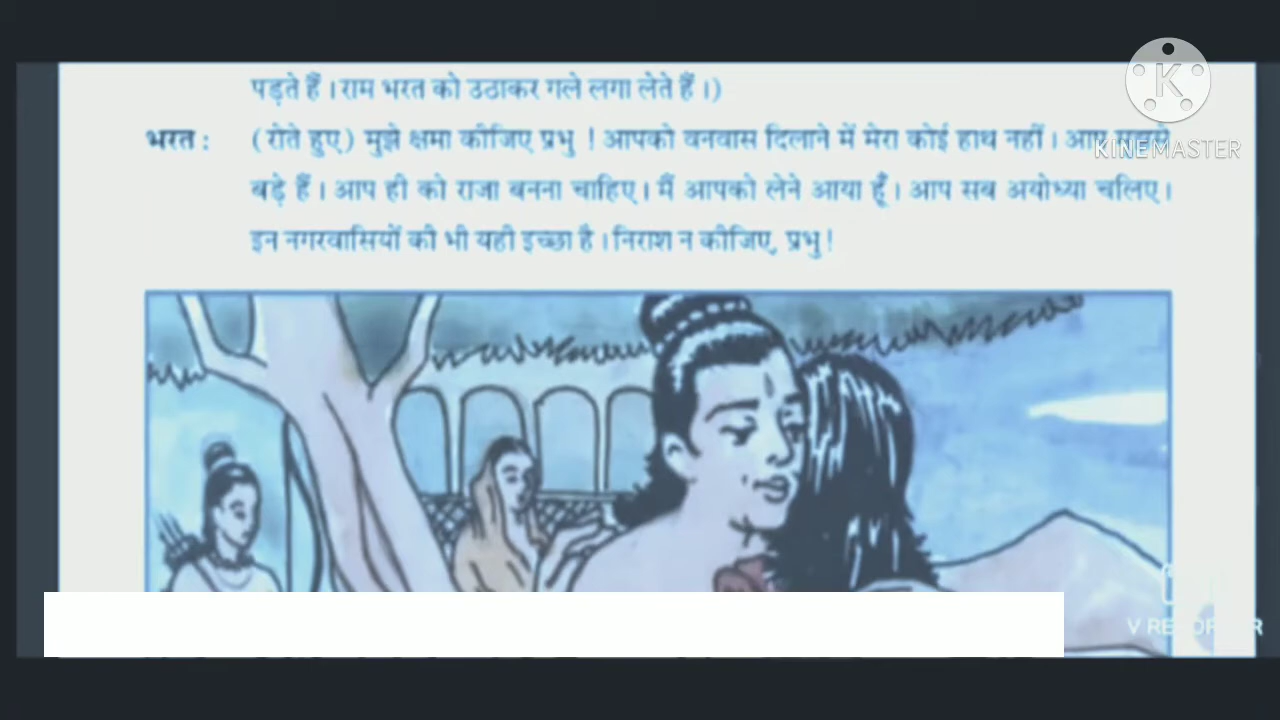 पड़ते हैं । राम भरत को उठाकर गले लगा लेते हैं ।)
भरत : (रोते हुए) मुझे क्षमा कीजिए प्रभु ! आपको वनवास दिलाने में मेरा कोई हाथ नहीं । आप मुझसे
बड़े हैं । आप ही को राजा बनना चाहिए । मैं आपको लेने आया हूँ । आप सब अयोध्या चलिए ।
इन नगरवासियों की भी यही इच्छा है । निराश न कीजिए, प्रभु !
K
KINEMASTER